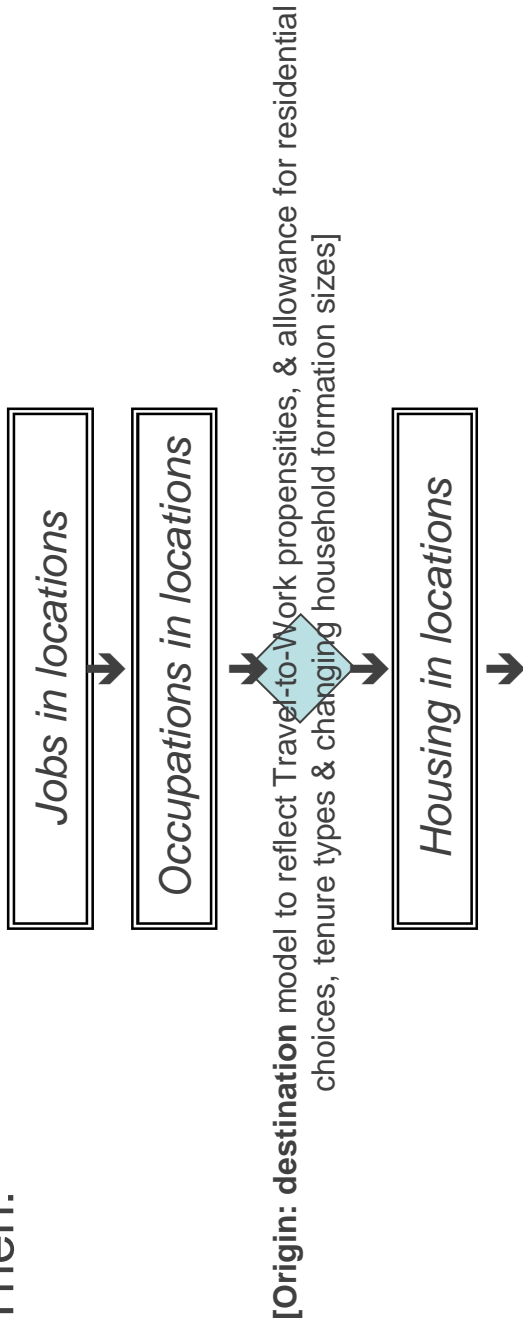 Then:
Jobs in locations
Occupations in locations
[Origin: destination model to reflect Travel-to-Work propensities, & allowance for residential
choices, tenure types & changing household formation sizes]
Housing in locations